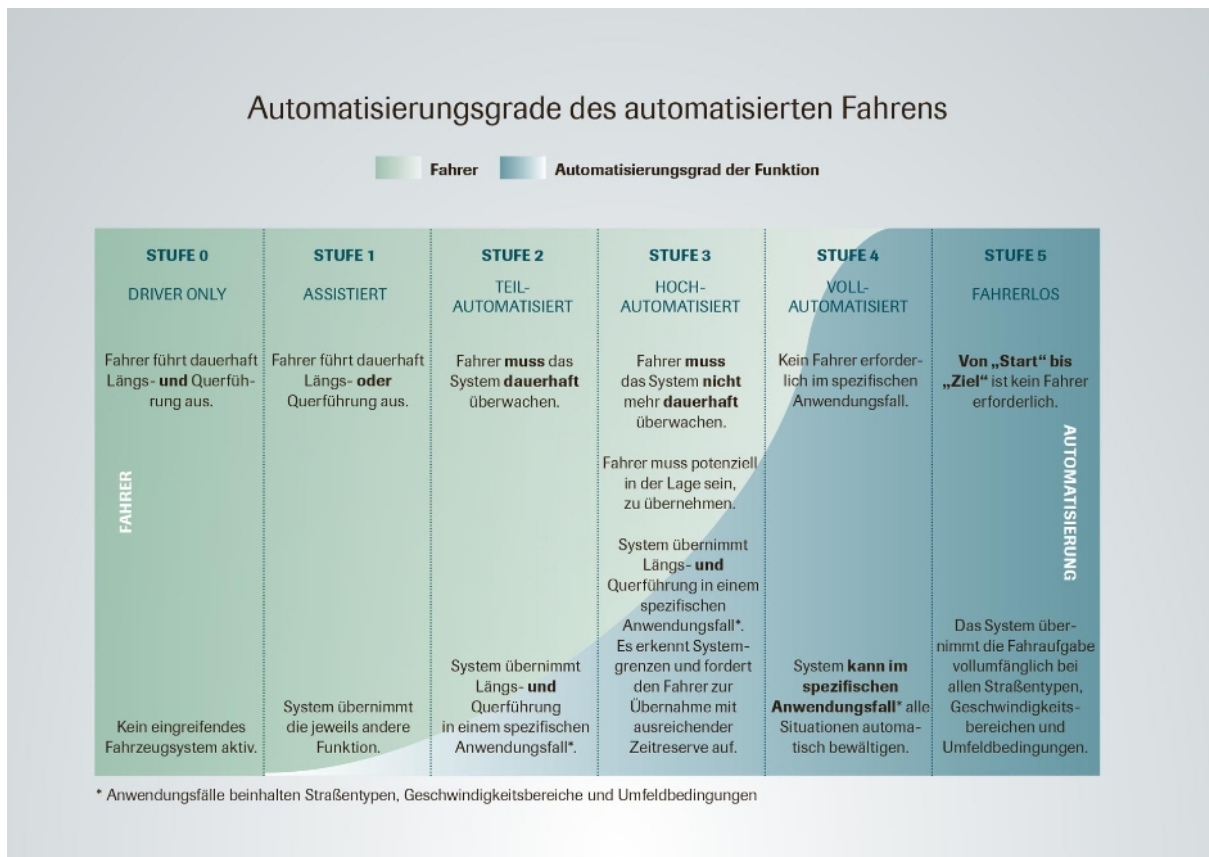 Automatisierungsgrade des automatisierten Fahrens
Fahrer
Automatisierungsgrad der Funktion
STUFE 0
DRIVER ONLY
Fahrer führt dauerhaft
Längs- und Querfüh-
rung aus.
FAHRER
Kein eingreifendes
Fahrzeugsystem aktiv.
STUFE 1
ASSISTIERT
Fahrer führt dauerhaft
Längs- oder
Querführung aus.
System übernimmt
die jeweils andere
Funktion.
STUFE 2
TEIL-
AUTOMATISIERT
Fahrer muss das
System dauerhaft
überwachen.
System übernimmt
Längs- und
Querführung
in einem spezifischen
Anwendungsfall*.
STUFE 3
HOCH-
AUTOMATISIERT
Fahrer muss
das System nicht
mehr dauerhaft
überwachen.
Fahrer muss potenziell
in der Lage sein,
zu übernehmen.
System übernimmt
Längs- und
Querführung in einem
spezifischen
Anwendungsfall*.
Es erkennt System-
grenzen und fordert
den Fahrer zur
Übernahme mit
ausreichender
Zeitreserve auf.
STUFE 4
VOLL-
AUTOMATISIERT
Kein Fahrer erforder-
lich im spezifischen
Anwendungsfall.
System kann im
spezifischen
Anwendungsfall* alle
Situationen automa-
tisch bewältigen.
STUFE 5
FAHRERLOS
Von „Start“ bis
„Ziel“ ist kein Fahrer
erforderlich.
AUTOMATISIERUNG
Das System über-
nimmt die Fahraufgabe
vollumfänglich bei
allen Straßentypen,
Geschwindigkeits-
bereichen und
Umfeldbedingungen.
* Anwendungsfälle beinhalten Straßentypen, Geschwindigkeitsbereiche und Umfeldbedingungen